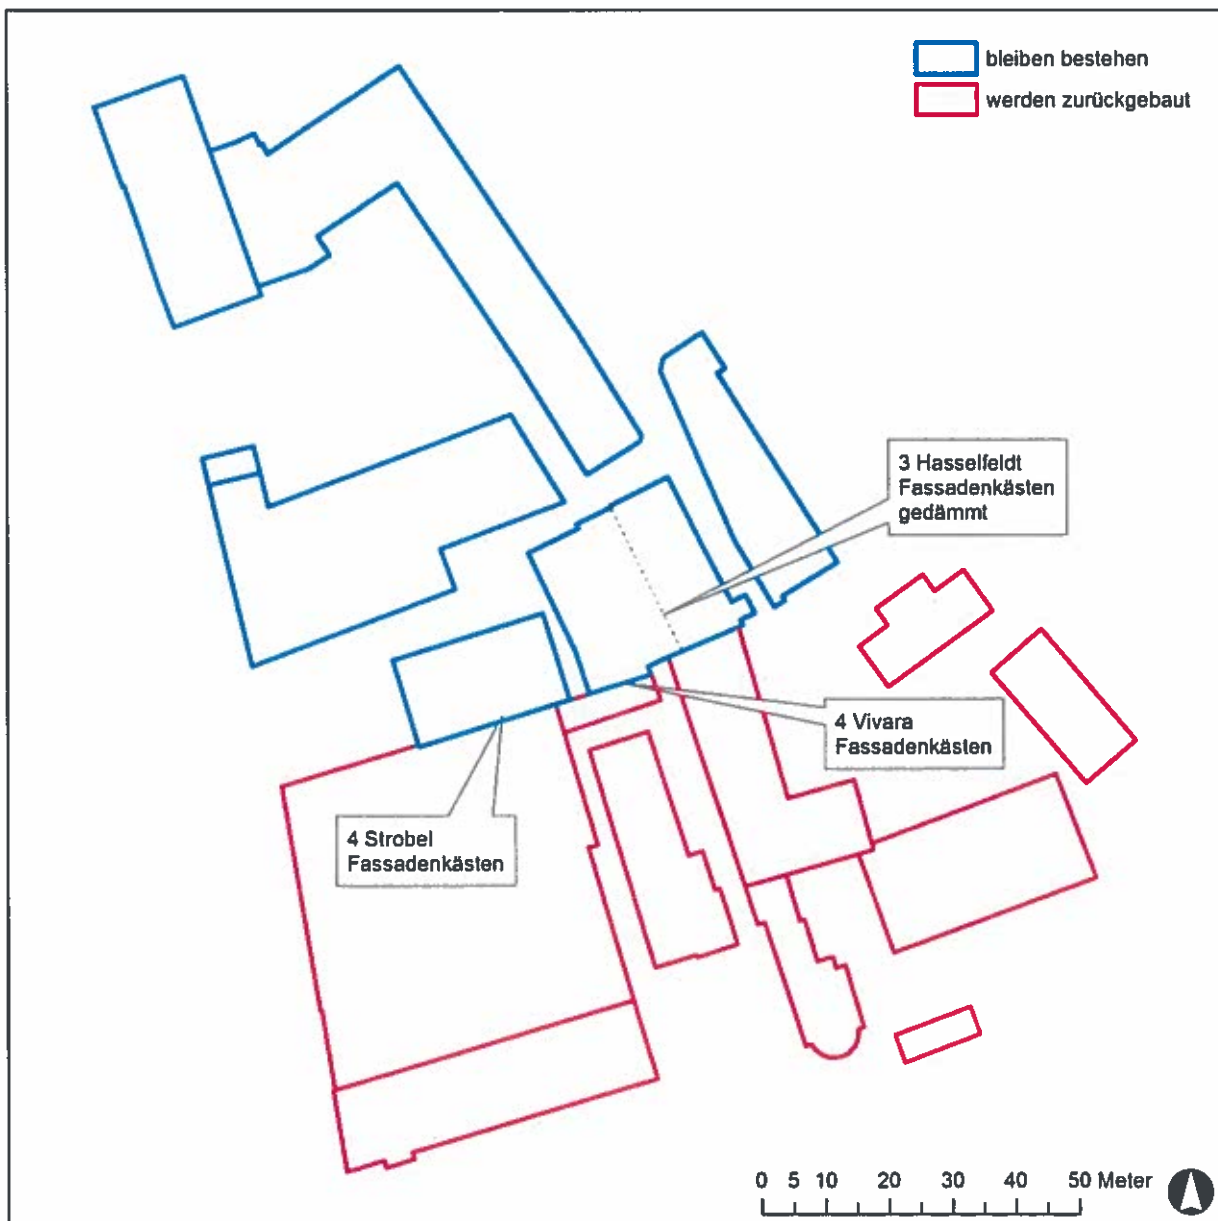 bleiben bestehen
werden zurückgebaut
3 Hasselfeldt
Fassadenkästen
gedämmt
4 Vivara
Fassadenkästen
4 Strobel
Fassadenkästen
0 5 10 20 30 40 50 Meter